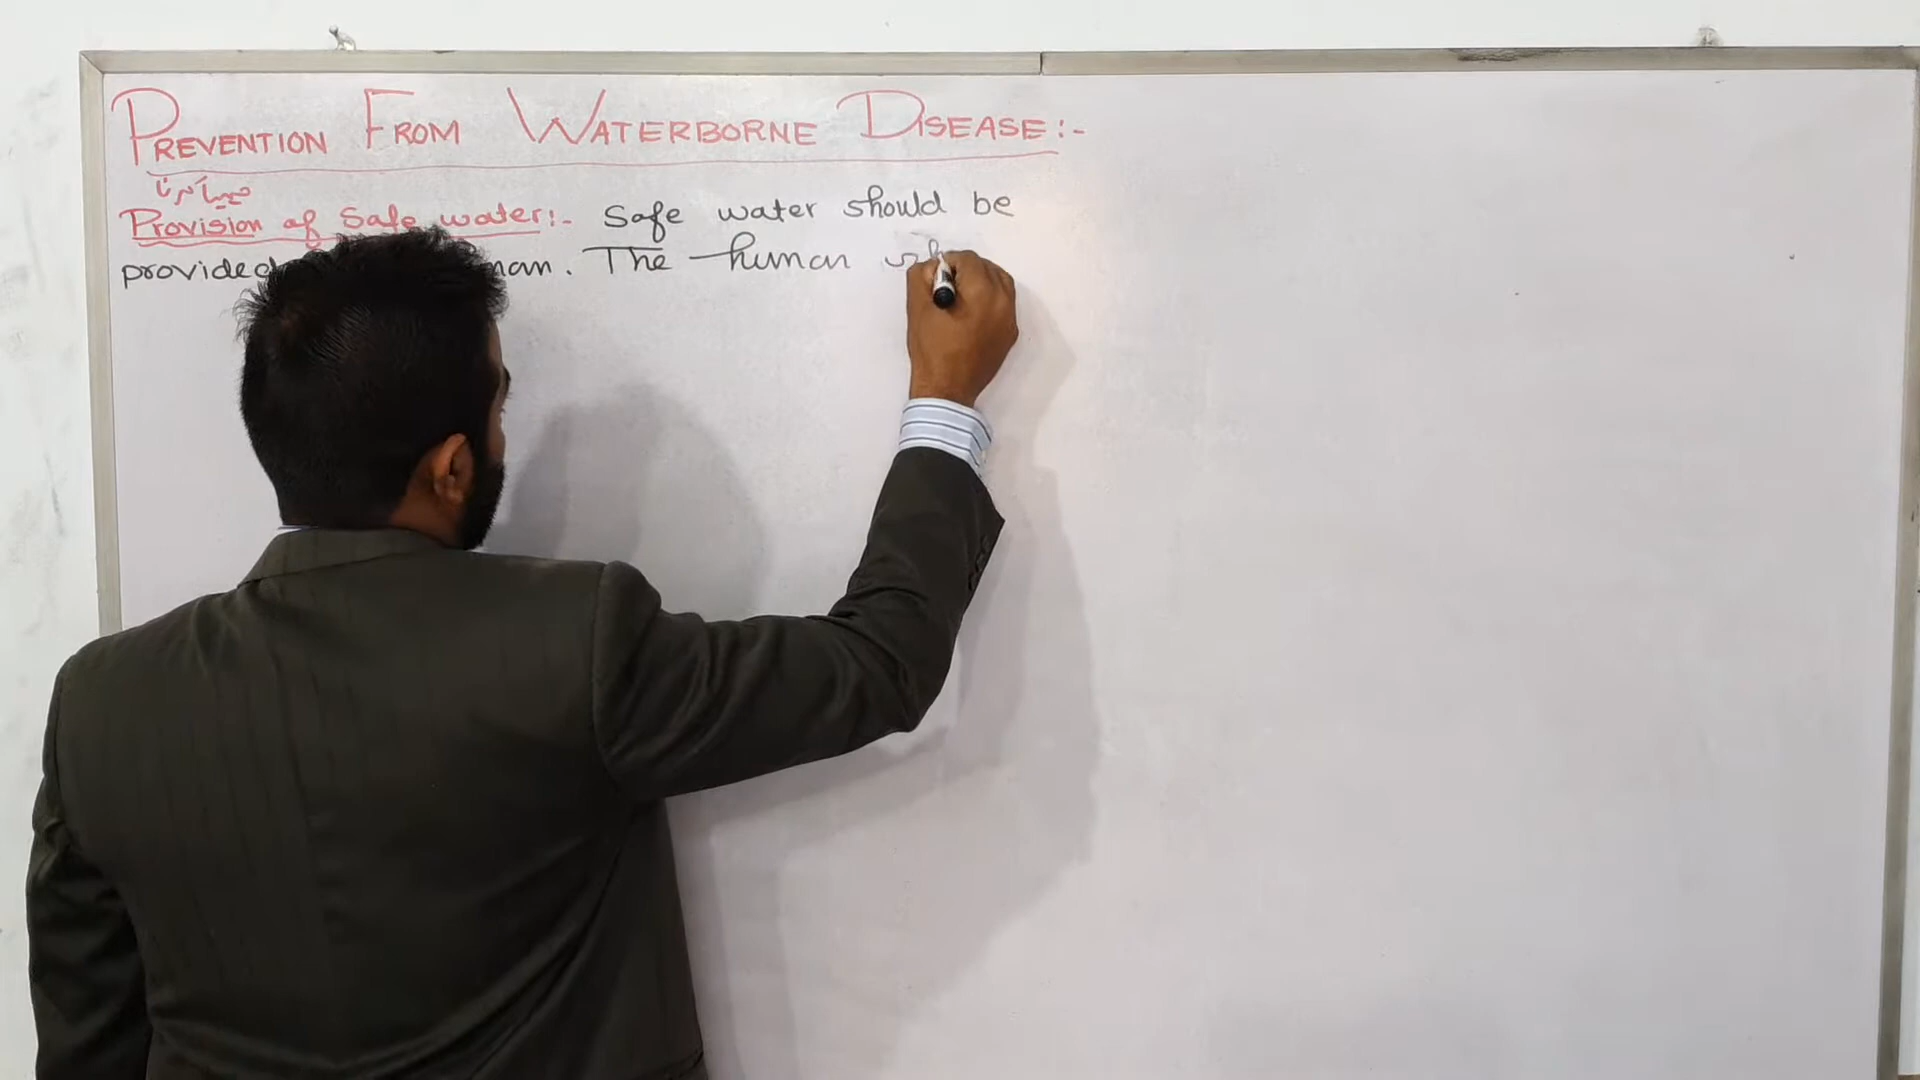 PREVENTION FROM WATERBORNE DISEASE:-
مہیا کرنا
Provision of Safe water:- Safe water should be
provided man. The human